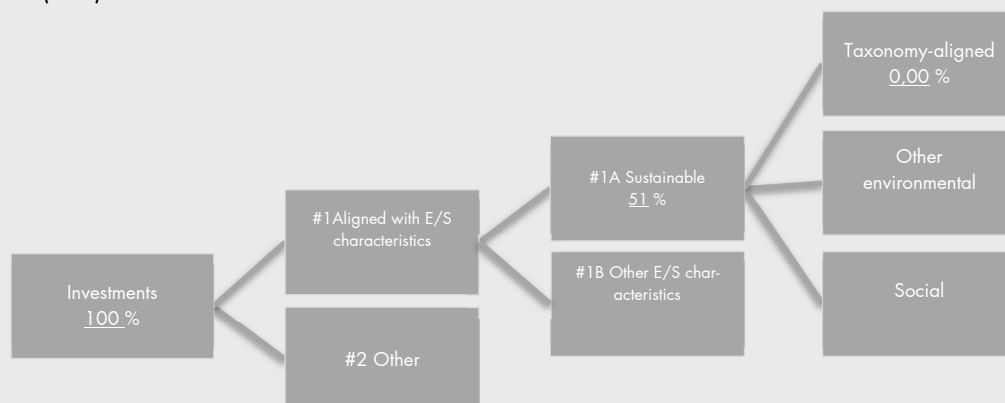 Taxonomy-aligned
0,00 %
Other
environmental
#1A Sustainable
51 %
#1Aligned with E/S
characteristics
#1B Other E/S char-
acteristics
Social
Investments
100 %
#2 Other